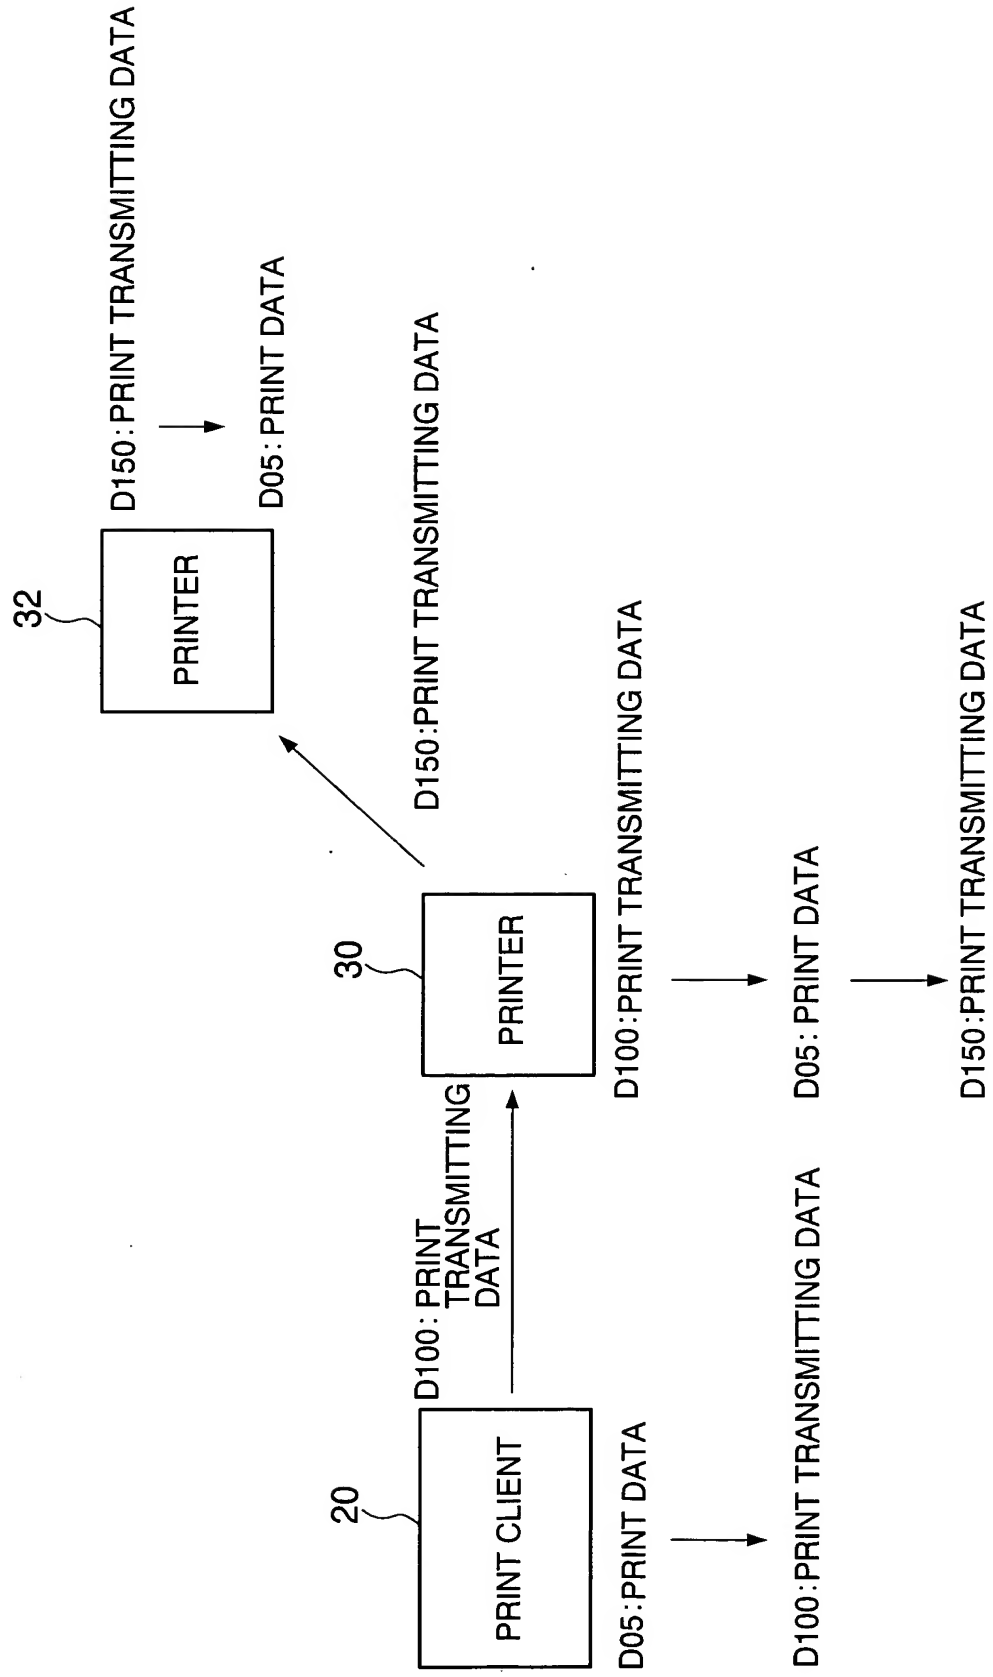 32
PRINTER
D150:PRINT TRANSMITTING DATA
D05: PRINT DATA
D150:PRINT TRANSMITTING DATA
30
PRINTER
D100: PRINT
TRANSMITTING
DATA
D100:PRINT TRANSMITTING DATA
D05: PRINT DATA
D150:PRINT TRANSMITTING DATA
20
PRINT CLIENT
D05:PRINT DATA
D100:PRINT TRANSMITTING DATA